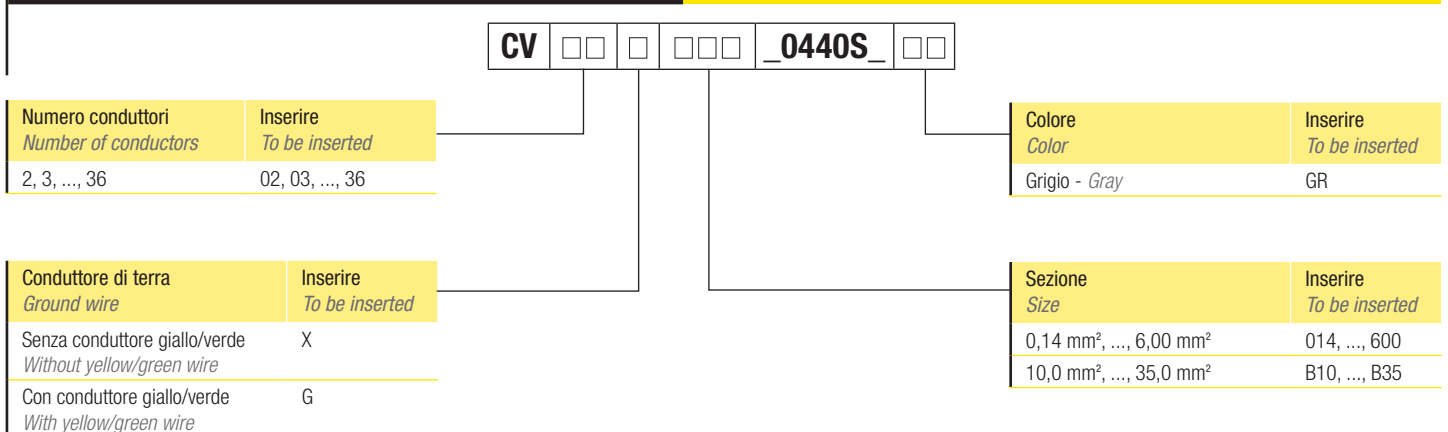 CV □□ □ □□□ _0440S_ □□
Numero conduttori Inserire
Number of conductors To be inserted
2, 3, ..., 36 02, 03, ..., 36
Colore Inserire
Color To be inserted
Grigio - Gray GR
Conduttore di terra Inserire
Ground wire To be inserted
Senza conduttore giallo/verde X
Without yellow/green wire
Con conduttore giallo/verde G
With yellow/green wire
Sezione Inserire
Size To be inserted
0,14 mm², ..., 6,00 mm² 014, ..., 600
10,0 mm², ..., 35,0 mm² B10, ..., B35